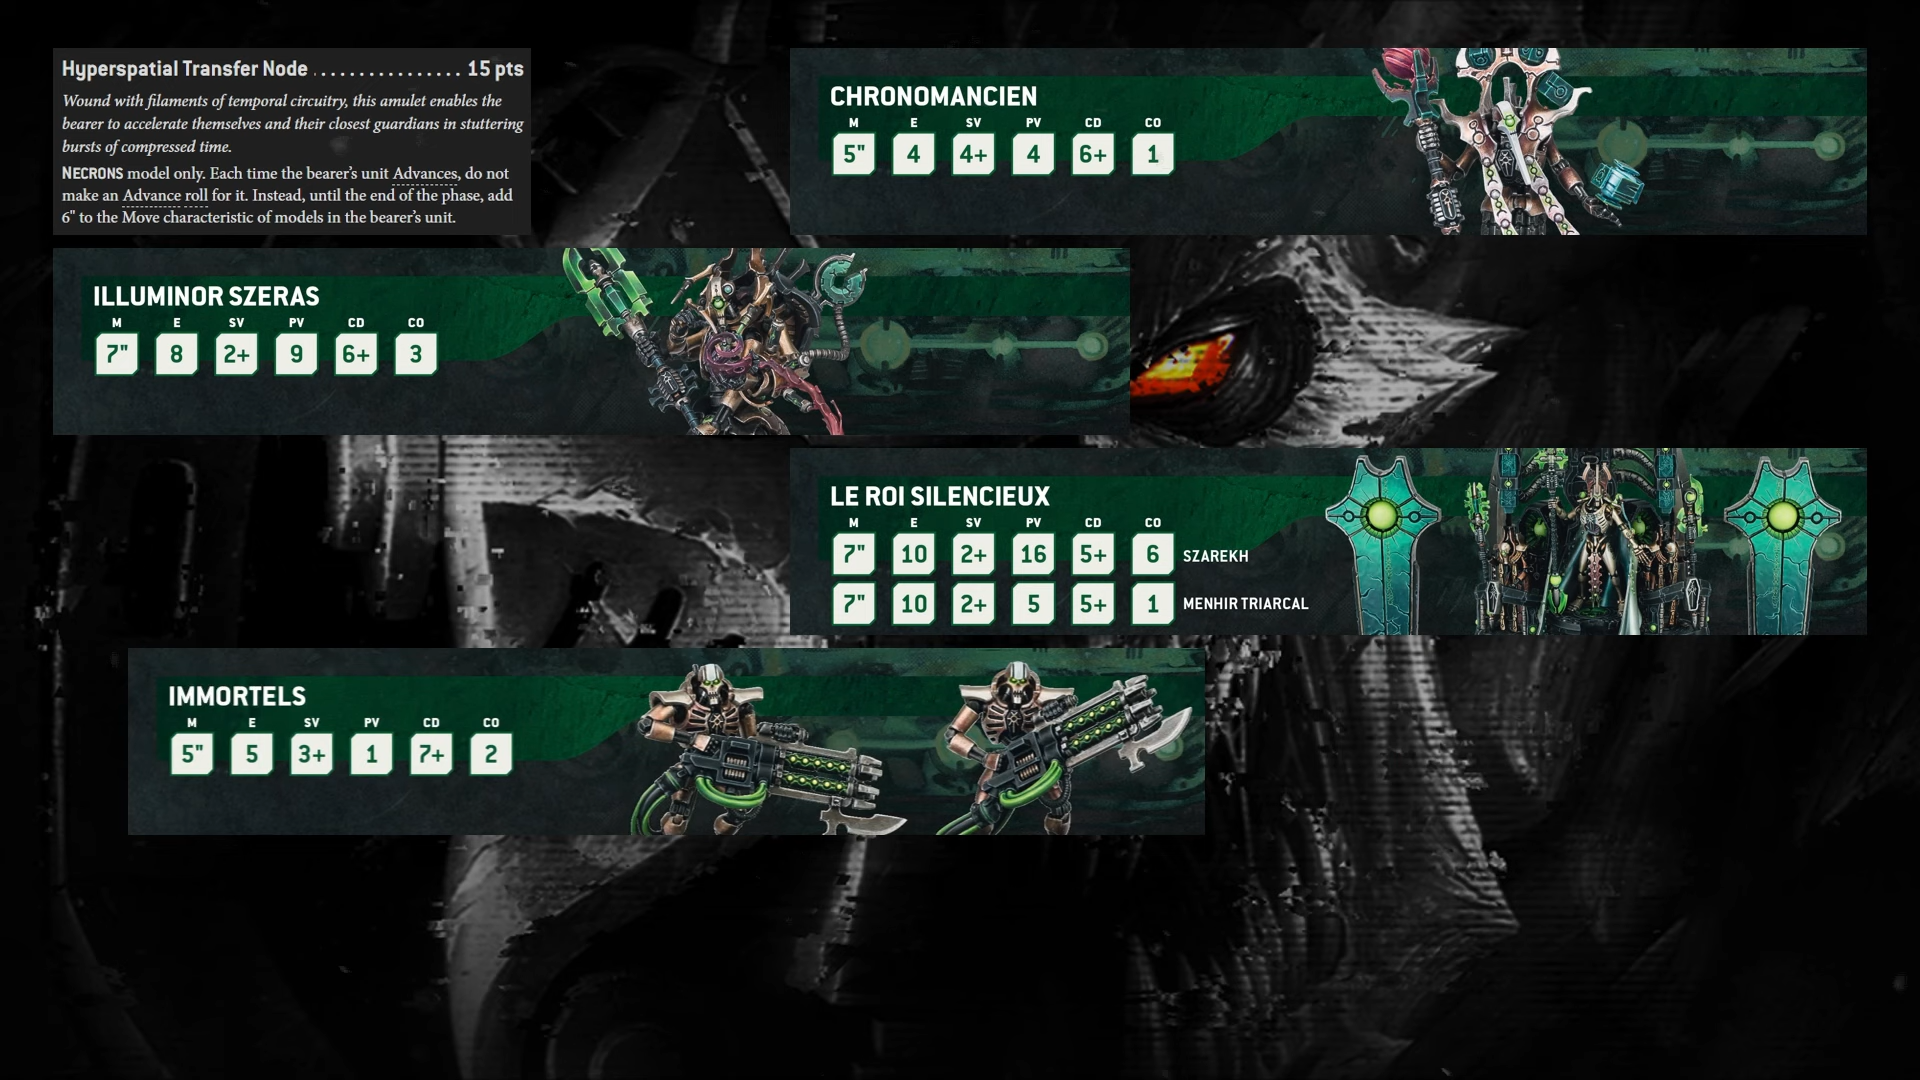 Hyperspatial Transfer Node ................ 15 pts
Wound with filaments of temporal circuitry, this amulet enables the
bearer to accelerate themselves and their closest guardians in stuttering
bursts of compressed time.
NECRONS model only. Each time the bearer's unit Advances, do not
make an Advance roll for it. Instead, until the end of the phase, add
6" to the Move characteristic of models in the bearer's unit.
CHRONOMANCIEN
M E SV PV CD CO
5" 4 4+ 4 6+ 1
ILLUMINOR SZERAS
M E SV PV CD CO
7" 8 2+ 9 6+ 3
LE ROI SILENCIEUX
M E SV PV CD CO
7" 10 2+ 16 5+ 6 SZAREKH
7" 10 2+ 5 5+ 1 MENHIR TRIARCAL
IMMORTELS
M E SV PV CD CO
5" 5 3+ 1 7+ 2